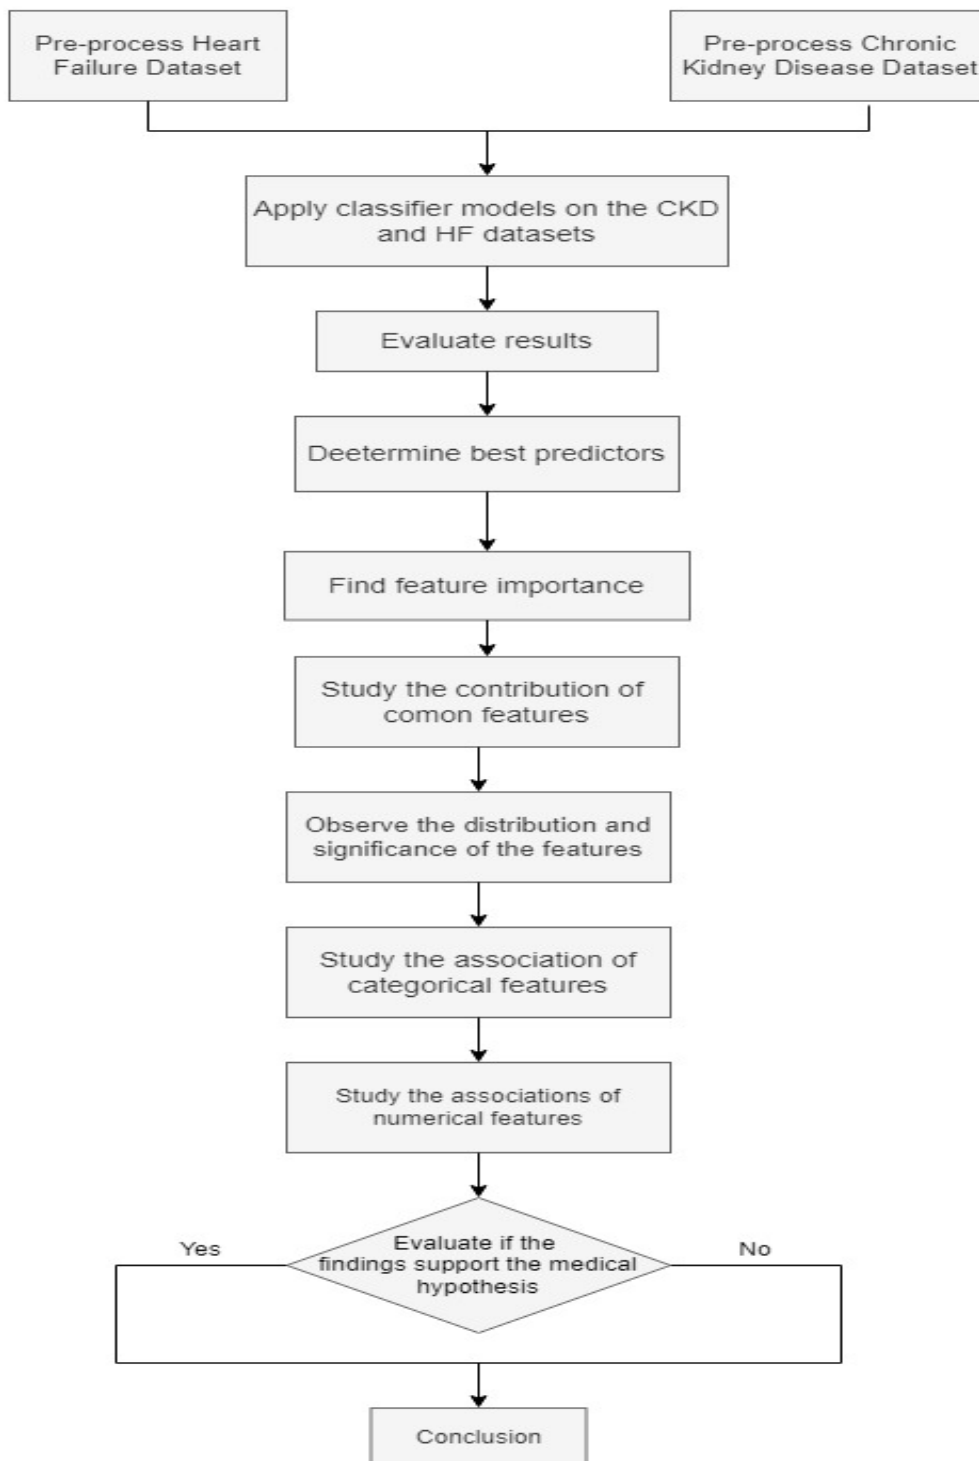 Pre-process Heart
Failure Dataset
Pre-process Chronic
Kidney Disease Dataset
Apply classifier models on the CKD
and HF datasets
Evaluate results
Deetermine best predictors
Find feature importance
Study the contribution of
comon features
Observe the distribution and
significance of the features
Study the association of
categorical features
Study the associations of
numerical features
Evaluate if the
findings support the medical
hypothesis
Yes
No
Conclusion